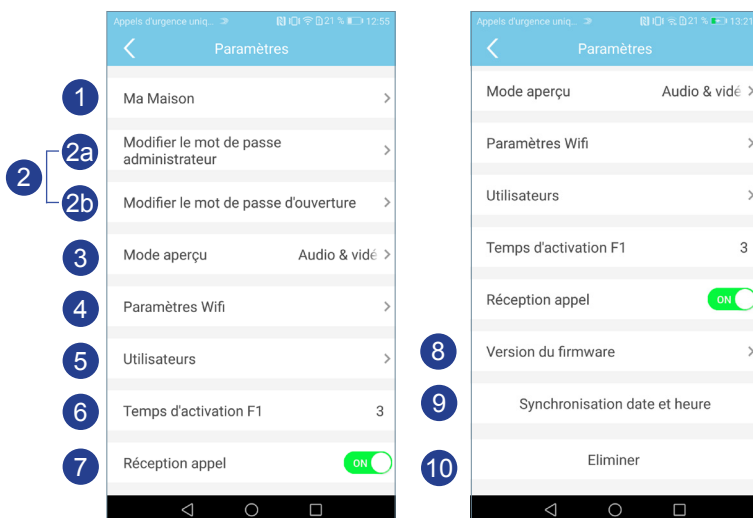 Appels d'urgence uniq... 21 % 12:55
Paramètres
1 Ma Maison
2
2a Modifier le mot de passe
administrateur
2b Modifier le mot de passe d'ouverture
3 Mode aperçu Audio & vidé
4 Paramètres Wifi
5 Utilisateurs
6 Temps d'activation F1 3
7 Réception appel ON
Appels d'urgence uniq... 21 % 13:21
Paramètres
Mode aperçu Audio & vidé
Paramètres Wifi
Utilisateurs
Temps d'activation F1 3
Réception appel ON
8 Version du firmware
9 Synchronisation date et heure
10 Eliminer